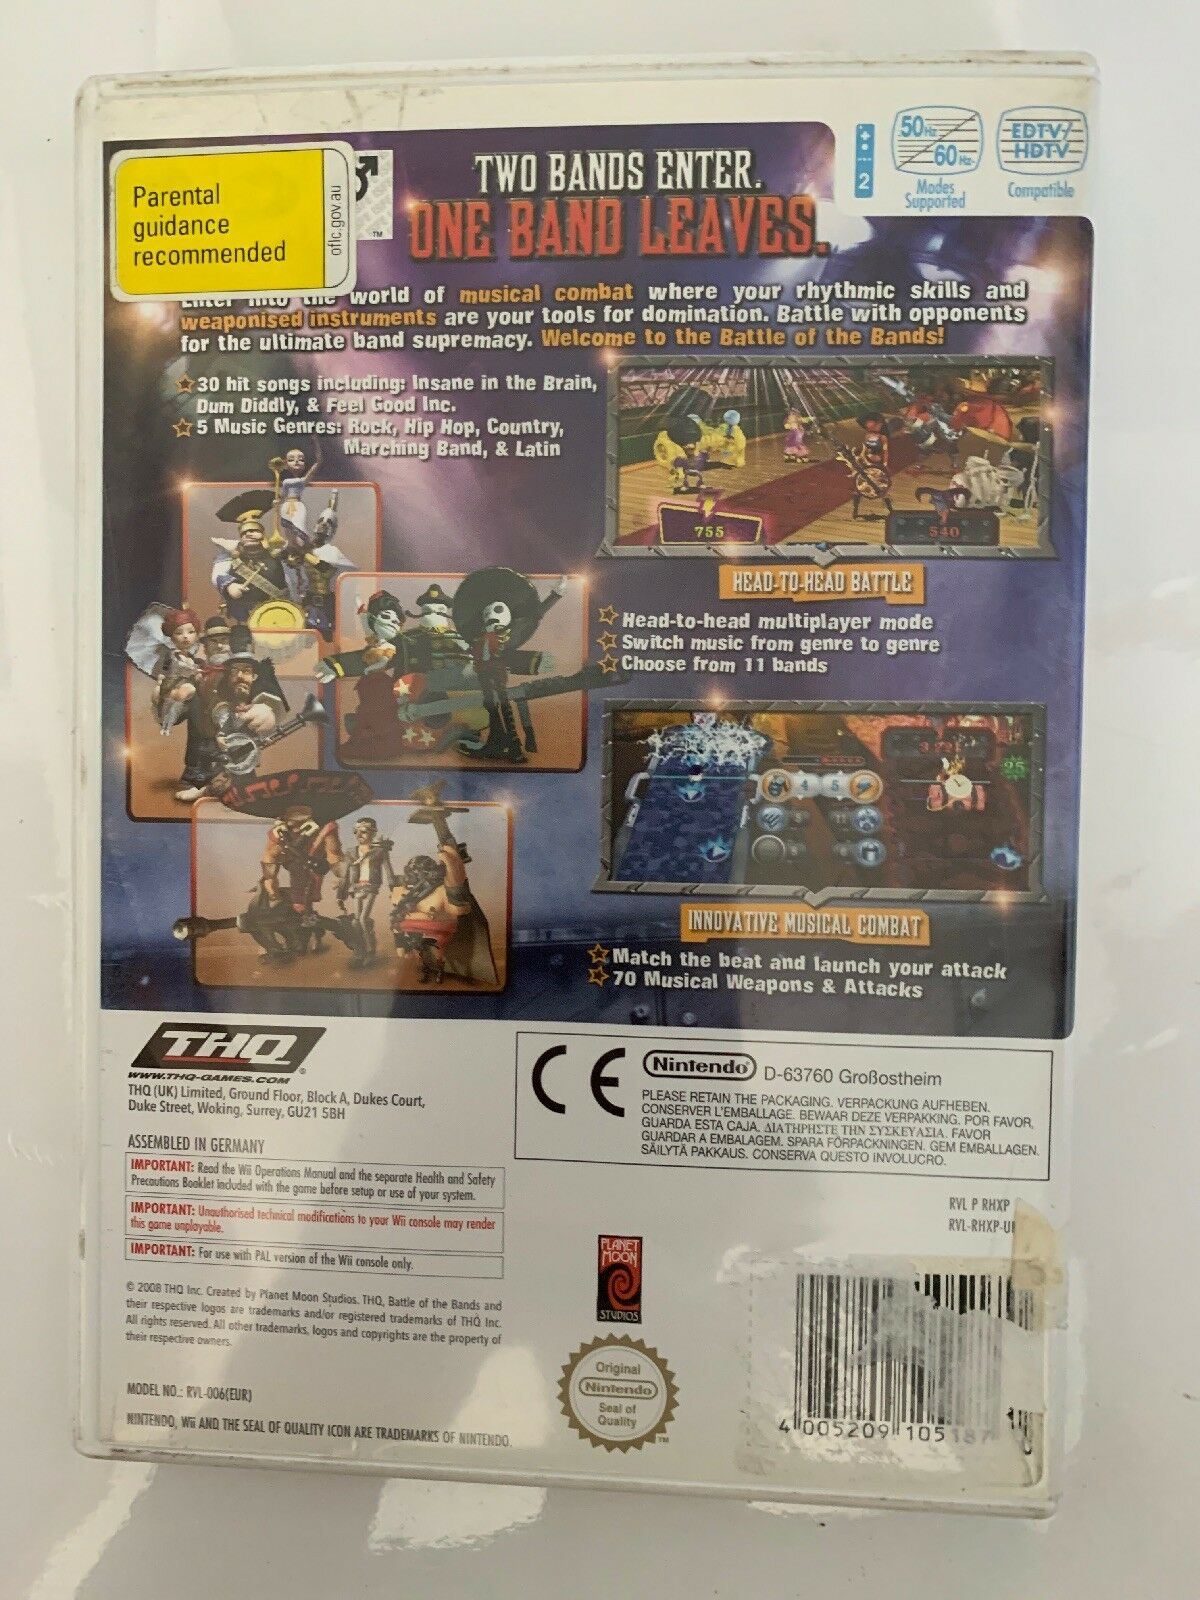 50Hz
60Hz
Modes
Supported
EDTV/
HDTV
Compatible
2
Parental
guidance
recommended
oflc.gov.au
TM
TWO BANDS ENTER.
ONE BAND LEAVES.
Enter into the world of musical combat where your rhythmic skills and
weaponised instruments are your tools for domination. Battle with opponents
for the ultimate band supremacy. Welcome to the Battle of the Bands!
30 hit songs including: Insane in the Brain,
Dum Diddly, & Feel Good Inc.
5 Music Genres: Rock, Hip Hop, Country,
Marching Band, & Latin
755
540
HEAD-TO-HEAD BATTLE
Head-to-head multiplayer mode
Switch music from genre to genre
Choose from 11 bands
4 5
25
INNOVATIVE MUSICAL COMBAT
Match the beat and launch your attack
70 Musical Weapons & Attacks
THQ
WWW.THQ-GAMES.COM
THQ (UK) Limited, Ground Floor, Block A, Dukes Court,
Duke Street, Woking, Surrey, GU21 5BH
ASSEMBLED IN GERMANY
IMPORTANT: Read the Wii Operations Manual and the separate Health and Safety
Precautions Booklet included with the game before setup or use of your system.
IMPORTANT: Unauthorised technical modifications to your Wii console may render
this game unplayable.
IMPORTANT: For use with PAL version of the Wii console only.
© 2008 THQ Inc. Created by Planet Moon Studios. THQ, Battle of the Bands and
their respective logos are trademarks and/or registered trademarks of THQ Inc.
All rights reserved. All other trademarks, logos and copyrights are the property of
their respective owners.
MODEL NO.: RVL-006(EUR)
NINTENDO, Wii AND THE SEAL OF QUALITY ICON ARE TRADEMARKS OF NINTENDO.
CE
Nintendo D-63760 Großostheim
PLEASE RETAIN THE PACKAGING. VERPACKUNG AUFHEBEN.
CONSERVER L'EMBALLAGE. BEWAAR DEZE VERPAKKING. POR FAVOR,
GUARDA ESTA CAJA. ΔΙΑΤΗΡΗΣΤΕ ΤΗΝ ΣΥΣΚΕΥΑΣΙΑ. FAVOR
GUARDAR A EMBALAGEM. SPARA FÖRPACKNINGEN. GEM EMBALLAGEN.
SÄILYTÄ PAKKAUS. CONSERVA QUESTO INVOLUCRO.
RVL P RHXP
RVL-RHXP-U
PLANET
MOON
STUDIOS
Original
Nintendo
Seal of
Quality
TM
4 005209 105187